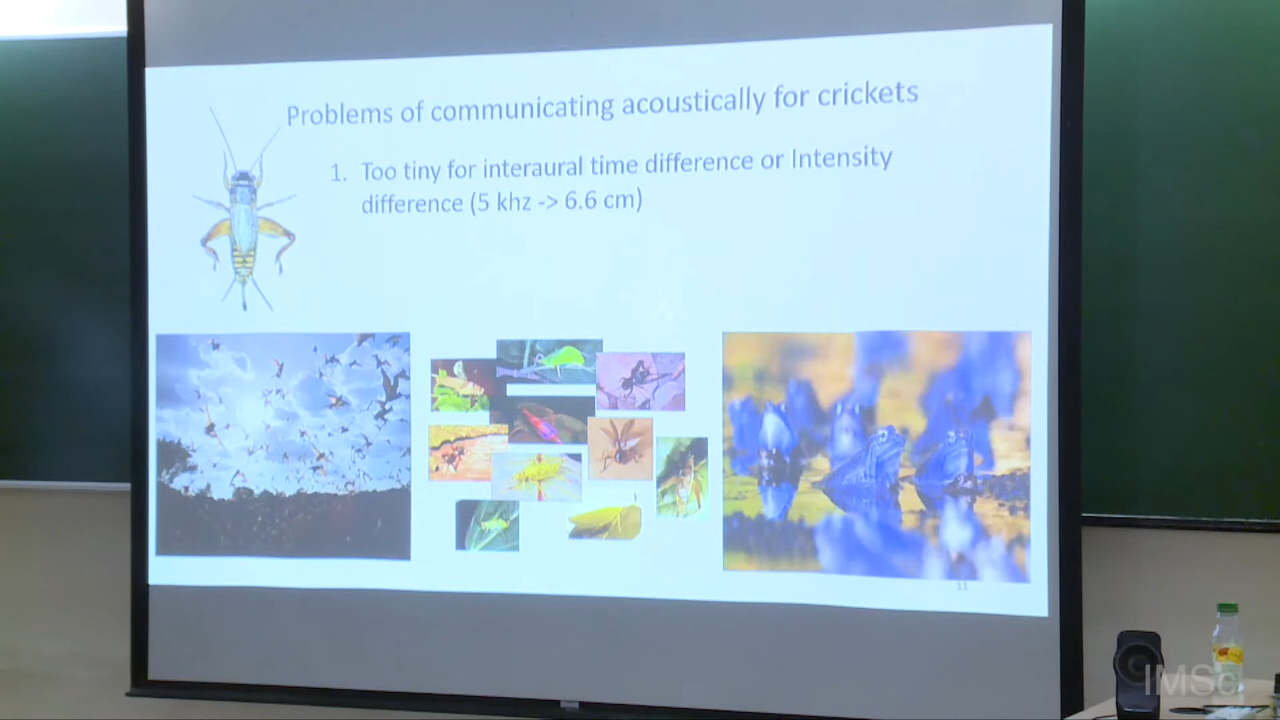 Problems of communicating acoustically for crickets
1. Too tiny for interaural time difference or Intensity
difference (5 khz -> 6.6 cm)
11
IMSc